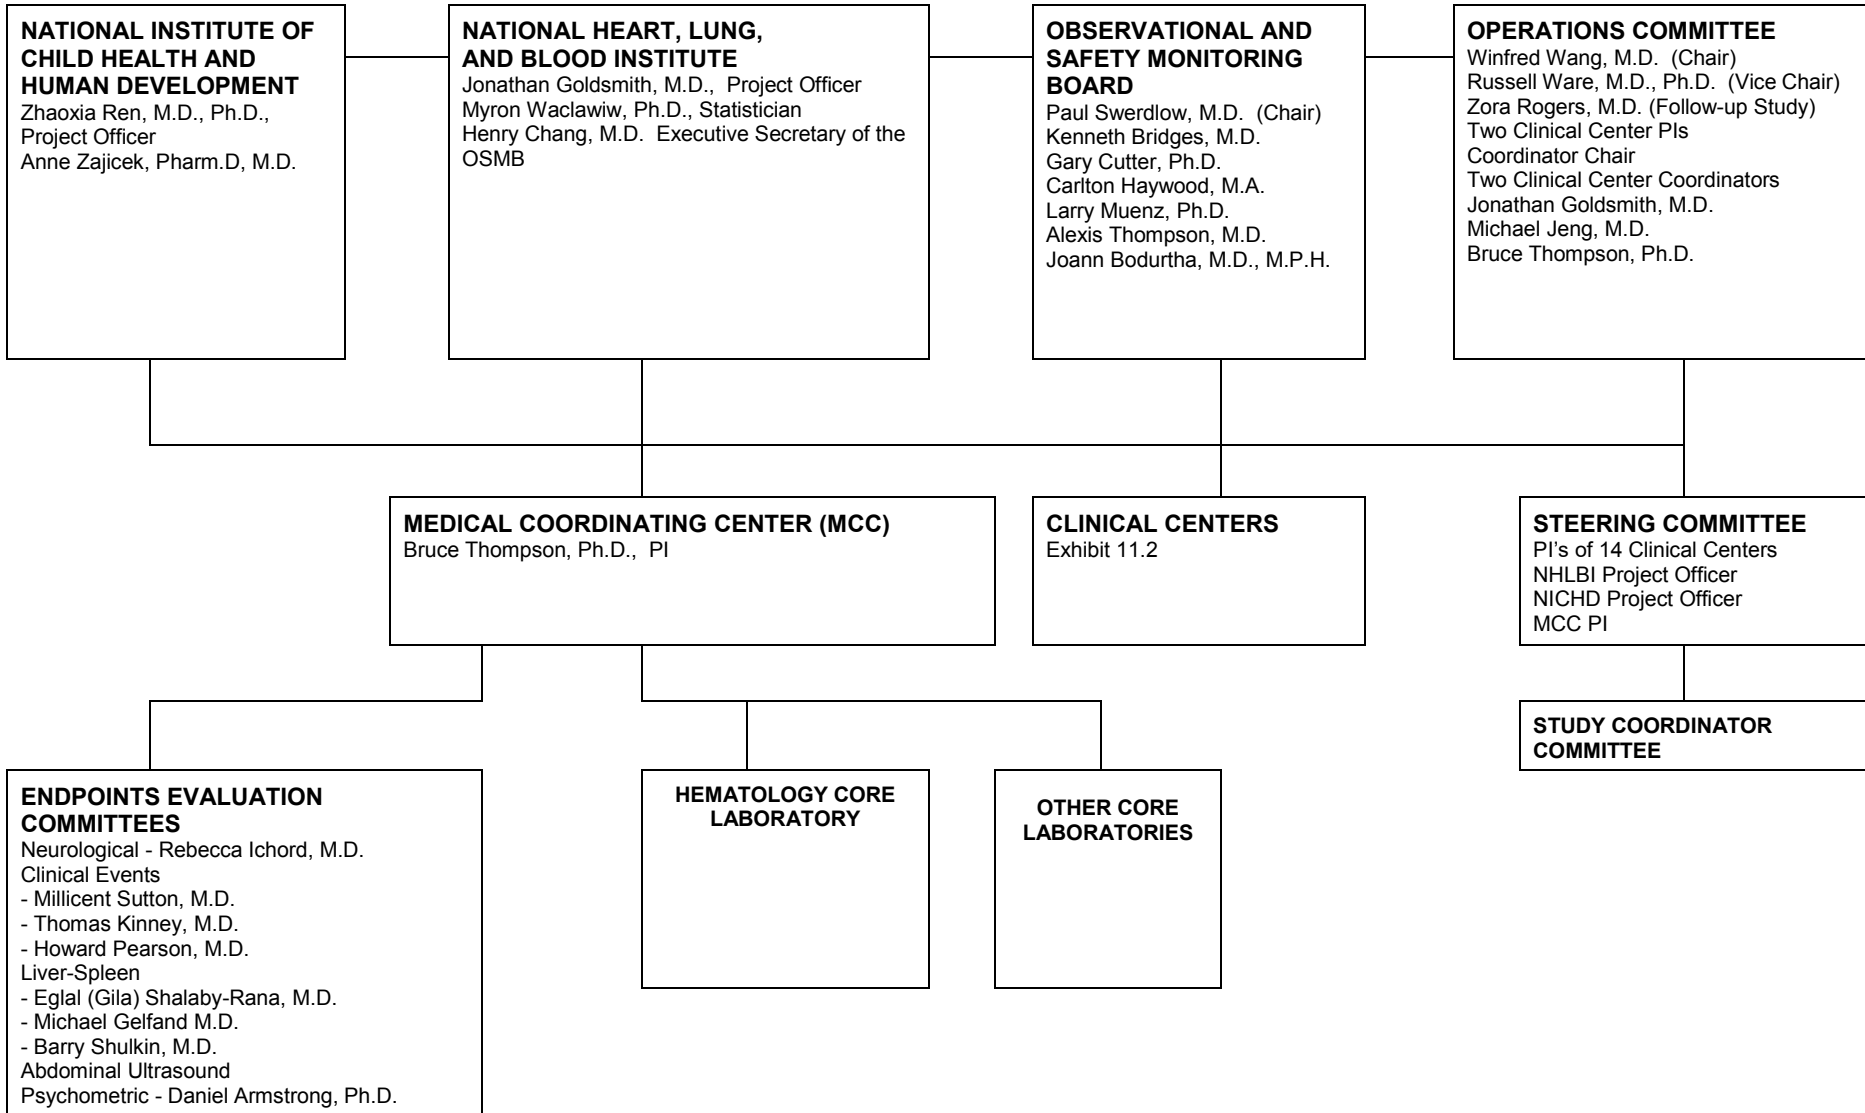 NATIONAL INSTITUTE OF
CHILD HEALTH AND
HUMAN DEVELOPMENT
Zhaoxia Ren, M.D., Ph.D.,
Project Officer
Anne Zajicek, Pharm.D, M.D.
NATIONAL HEART, LUNG,
AND BLOOD INSTITUTE
Jonathan Goldsmith, M.D., Project Officer
Myron Waclawiw, Ph.D., Statistician
Henry Chang, M.D. Executive Secretary of the
OSMB
OBSERVATIONAL AND
SAFETY MONITORING
BOARD
Paul Swerdlow, M.D. (Chair)
Kenneth Bridges, M.D.
Gary Cutter, Ph.D.
Carlton Haywood, M.A.
Larry Muenz, Ph.D.
Alexis Thompson, M.D.
Joann Bodurtha, M.D., M.P.H.
OPERATIONS COMMITTEE
Winfred Wang, M.D. (Chair)
Russell Ware, M.D., Ph.D. (Vice Chair)
Zora Rogers, M.D. (Follow-up Study)
Two Clinical Center PIs
Coordinator Chair
Two Clinical Center Coordinators
Jonathan Goldsmith, M.D.
Michael Jeng, M.D.
Bruce Thompson, Ph.D.
MEDICAL COORDINATING CENTER (MCC)
Bruce Thompson, Ph.D., PI
CLINICAL CENTERS
Exhibit 11.2
STEERING COMMITTEE
PI's of 14 Clinical Centers
NHLBI Project Officer
NICHD Project Officer
MCC PI
STUDY COORDINATOR
COMMITTEE
ENDPOINTS EVALUATION
COMMITTEES
Neurological - Rebecca Ichord, M.D.
Clinical Events
- Millicent Sutton, M.D.
- Thomas Kinney, M.D.
- Howard Pearson, M.D.
Liver-Spleen
- Eglal (Gila) Shalaby-Rana, M.D.
- Michael Gelfand M.D.
- Barry Shulkin, M.D.
Abdominal Ultrasound
Psychometric - Daniel Armstrong, Ph.D.
HEMATOLOGY CORE
LABORATORY
OTHER CORE
LABORATORIES